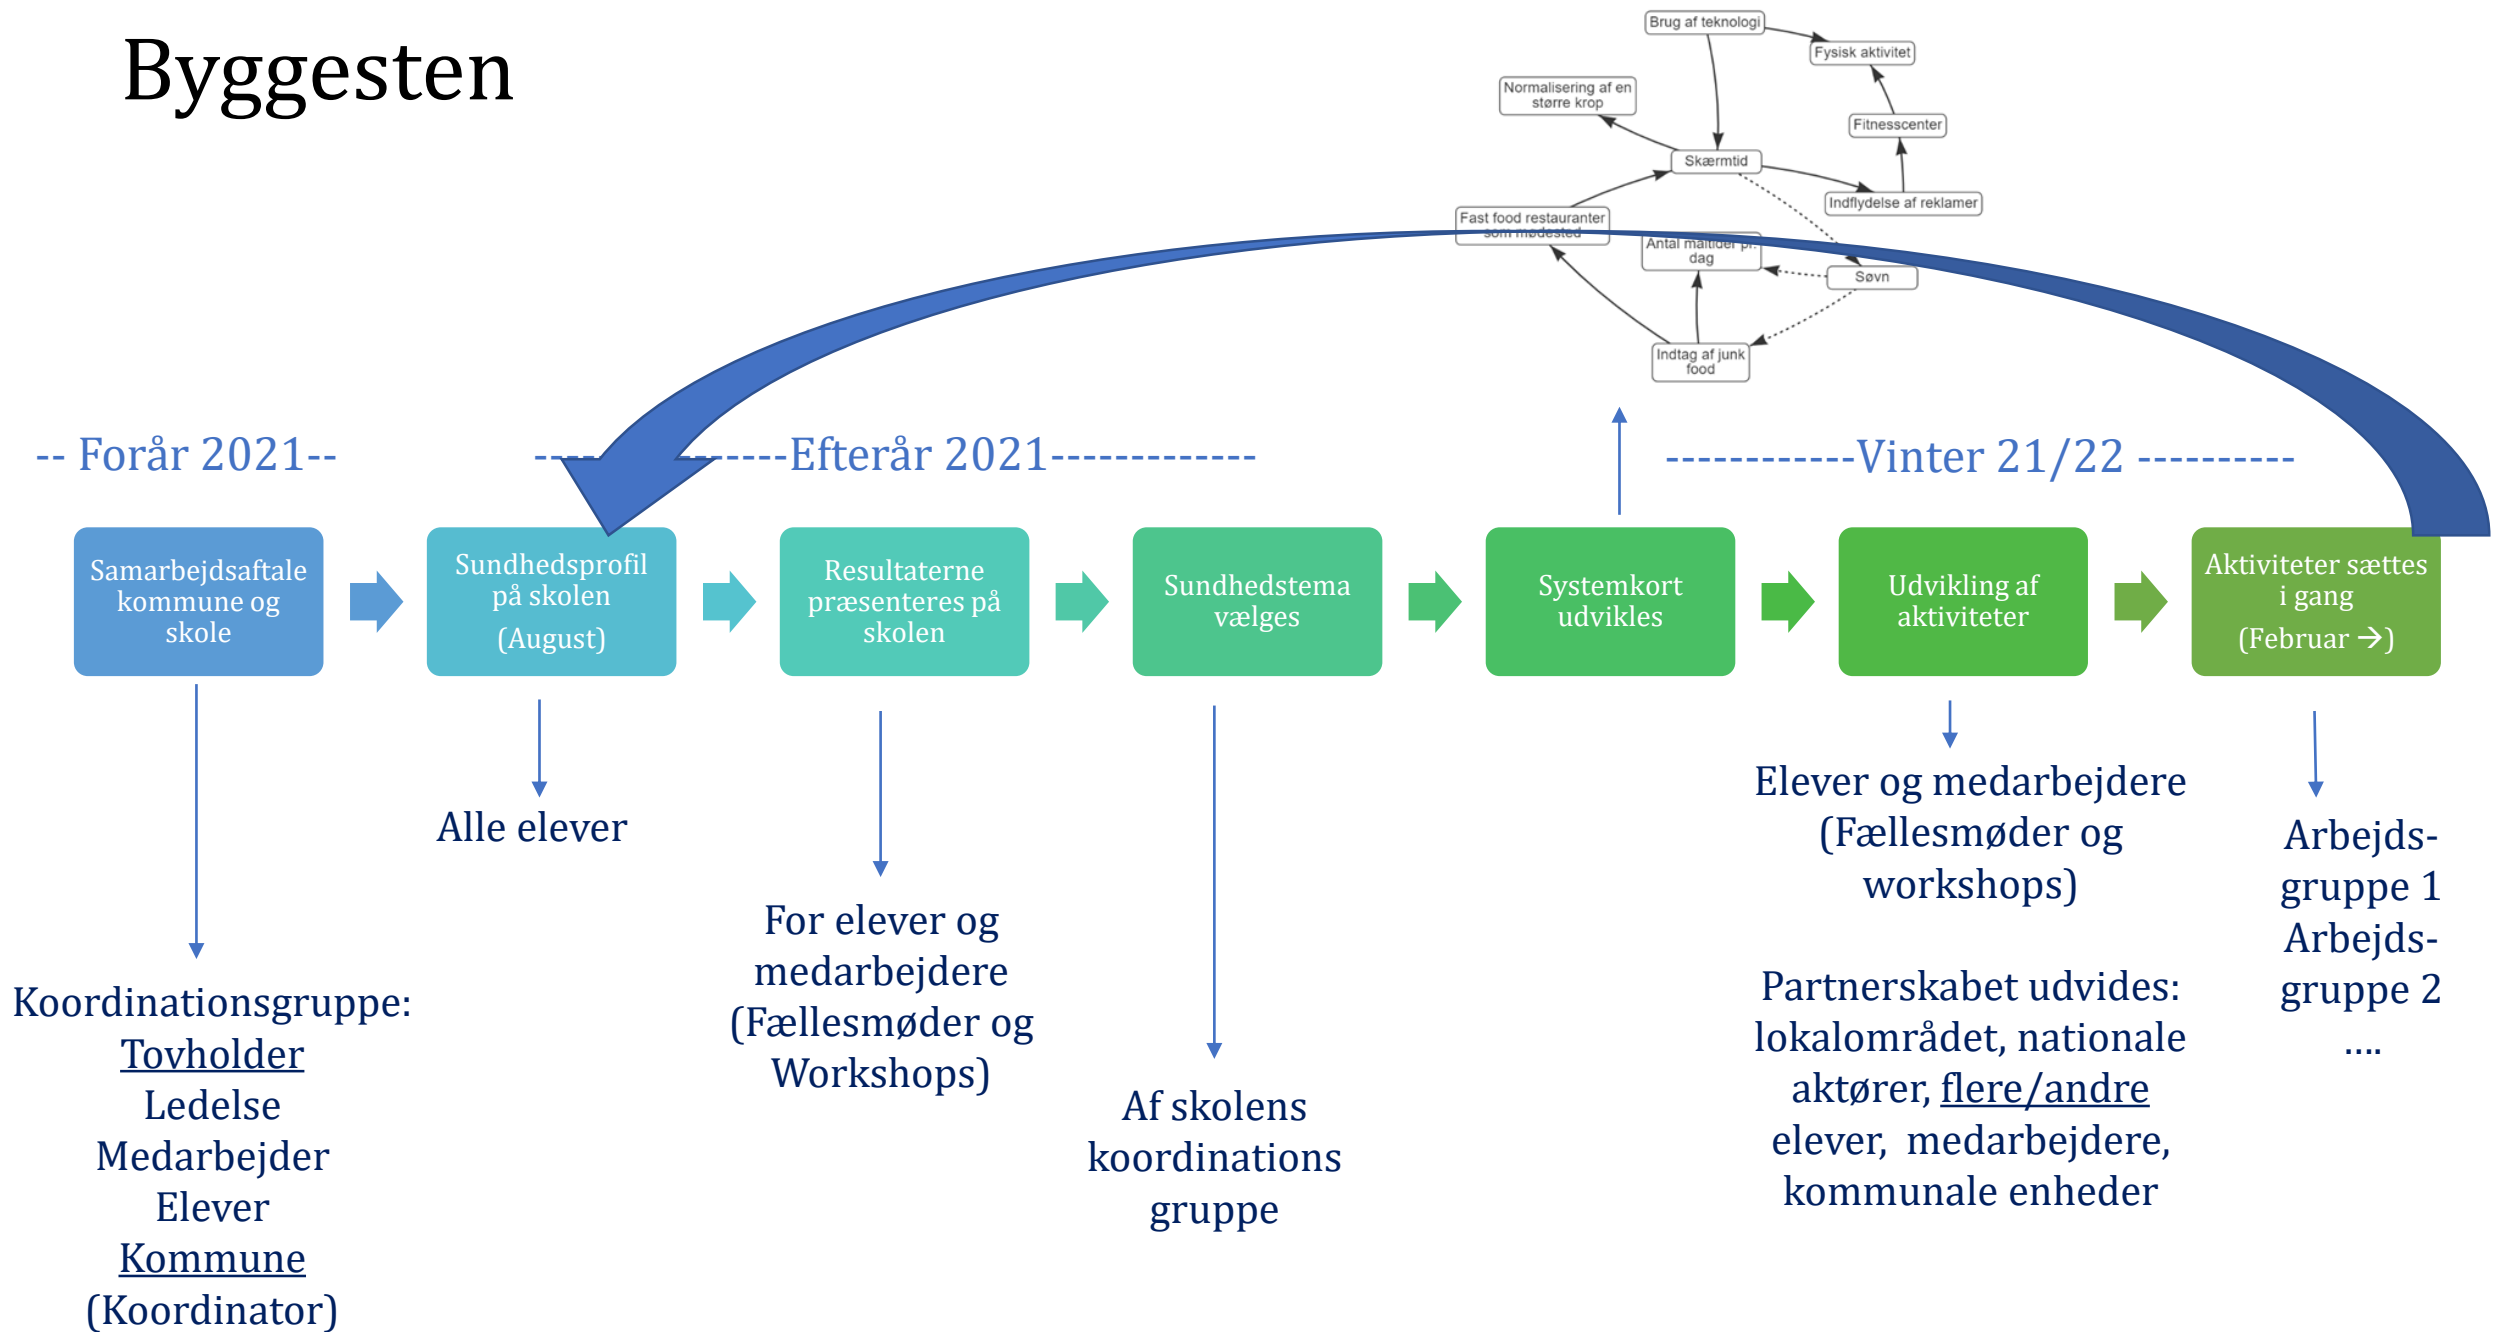 Byggesten
Brug af teknologi
Fysisk aktivitet
Normalisering af en
større krop
Fitnesscenter
Skærmtid
Indflydelse af reklamer
Fast food restauranter
som mødested
Antal måltider pr.
dag
Søvn
Indtag af junk
food
-- Forår 2021--
----------------Efterår 2021-------------
------------Vinter 21/22 ----------
Samarbejdsaftale
kommune og
skole
Sundhedsprofil
på skolen
(August)
Resultaterne
præsenteres på
skolen
Sundhedstema
vælges
Systemkort
udvikles
Udvikling af
aktiviteter
Aktiviteter sættes
i gang
(Februar →)
Koordinationsgruppe:
Tovholder
Ledelse
Medarbejder
Elever
Kommune
(Koordinator)
Alle elever
For elever og
medarbejdere
(Fællesmøder og
Workshops)
Af skolens
koordinations
gruppe
Elever og medarbejdere
(Fællesmøder og
workshops)
Partnerskabet udvides:
lokalområdet, nationale
aktører, flere/andre
elever,  medarbejdere,
kommunale enheder
Arbejds-
gruppe 1
Arbejds-
gruppe 2
....